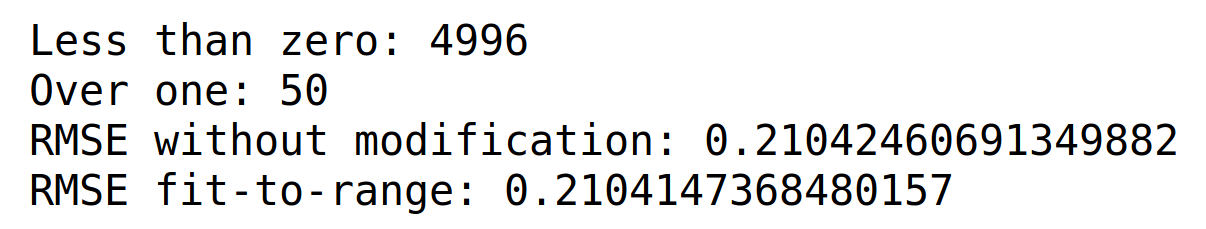 Less than zero: 4996
Over one: 50
RMSE without modification: 0.21042460691349882
RMSE fit-to-range: 0.2104147368480157